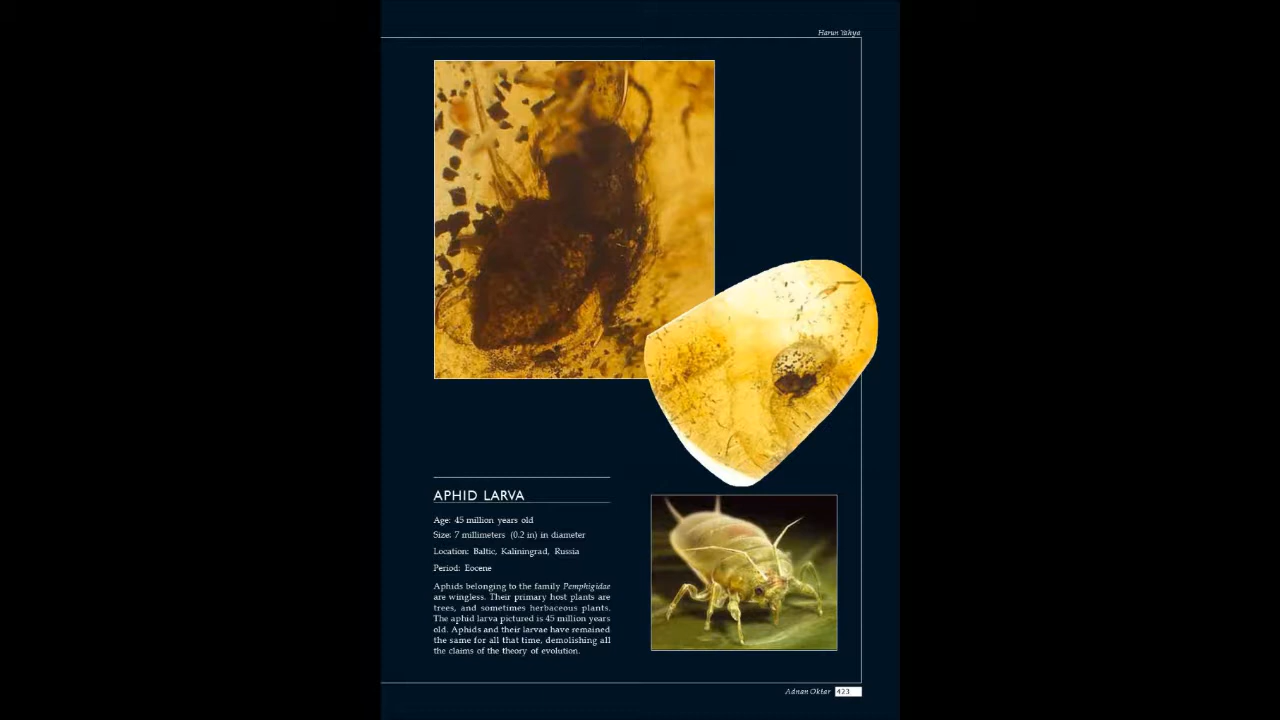 Harun Yahya
APHID LARVA
Age: 45 million years old
Size: 7 millimeters (0.2 in) in diameter
Location: Baltic, Kaliningrad, Russia
Period: Eocene
Aphids belonging to the family Pemphigidae
are wingless. Their primary host plants are
trees, and sometimes herbaceous plants.
The aphid larva pictured is 45 million years
old. Aphids and their larvae have remained
the same for all that time, demolishing all
the claims of the theory of evolution.
Adnan Oktar 423